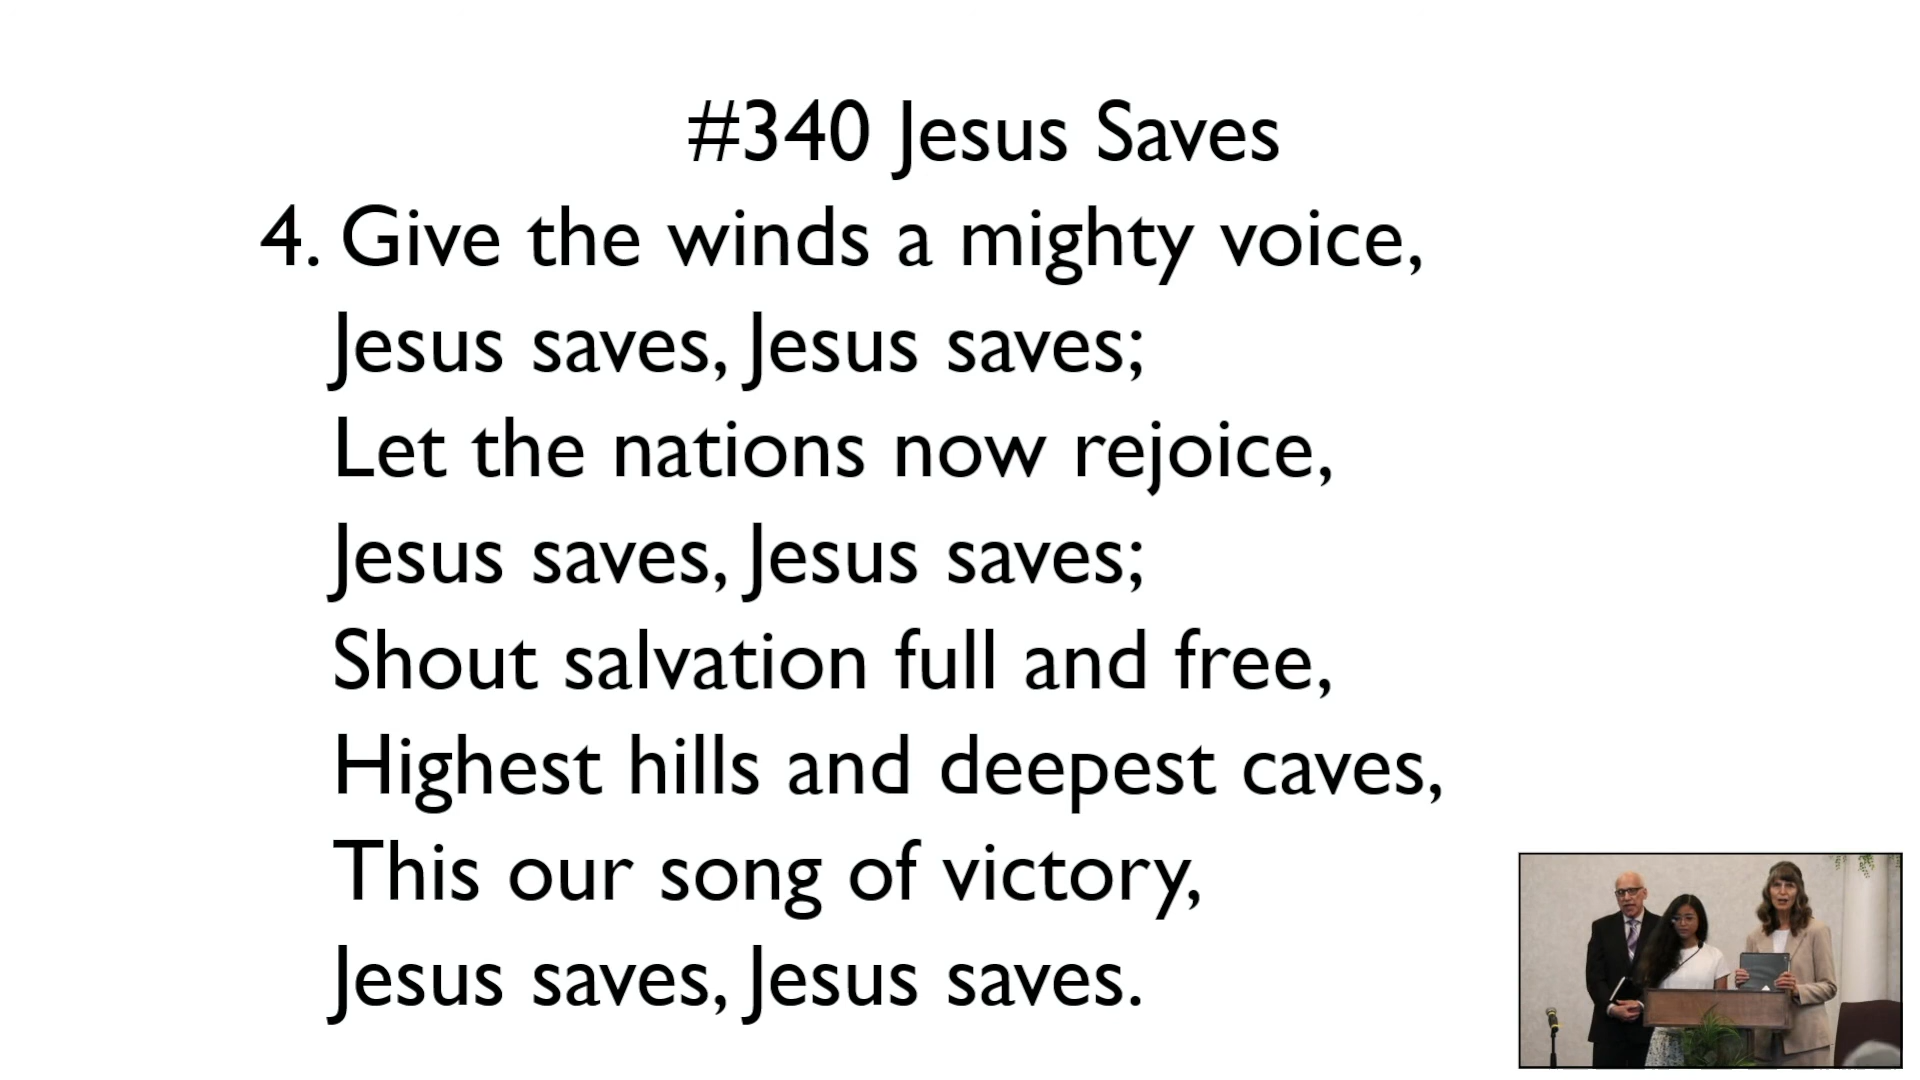 #340 Jesus Saves
4. Give the winds a mighty voice,
Jesus saves, Jesus saves;
Let the nations now rejoice,
Jesus saves, Jesus saves;
Shout salvation full and free,
Highest hills and deepest caves,
This our song of victory,
Jesus saves, Jesus saves.